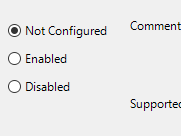 Not Configured
Enabled
Disabled
Comment
Supported